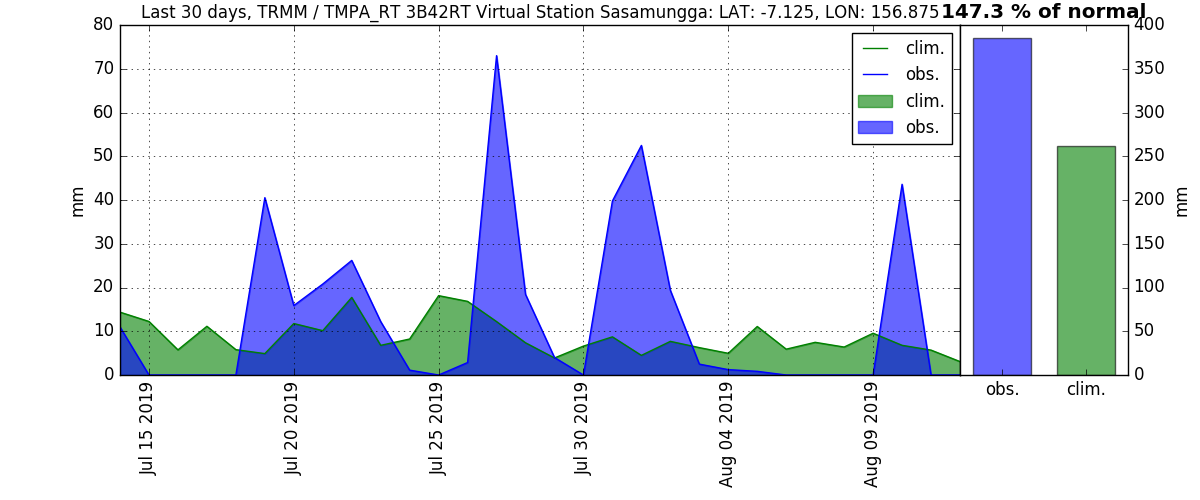 Last 30 days, TRMM / TMPA_RT 3B42RT Virtual Station Sasamungga: LAT: -7.125, LON: 156.875
147.3 % of normal
80
70
60
50
40
30
20
10
0
mm
clim.
obs.
clim.
obs.
Jul 15 2019
Jul 20 2019
Jul 25 2019
Jul 30 2019
Aug 04 2019
Aug 09 2019
400
350
300
250
200
150
100
50
0
mm
obs.
clim.